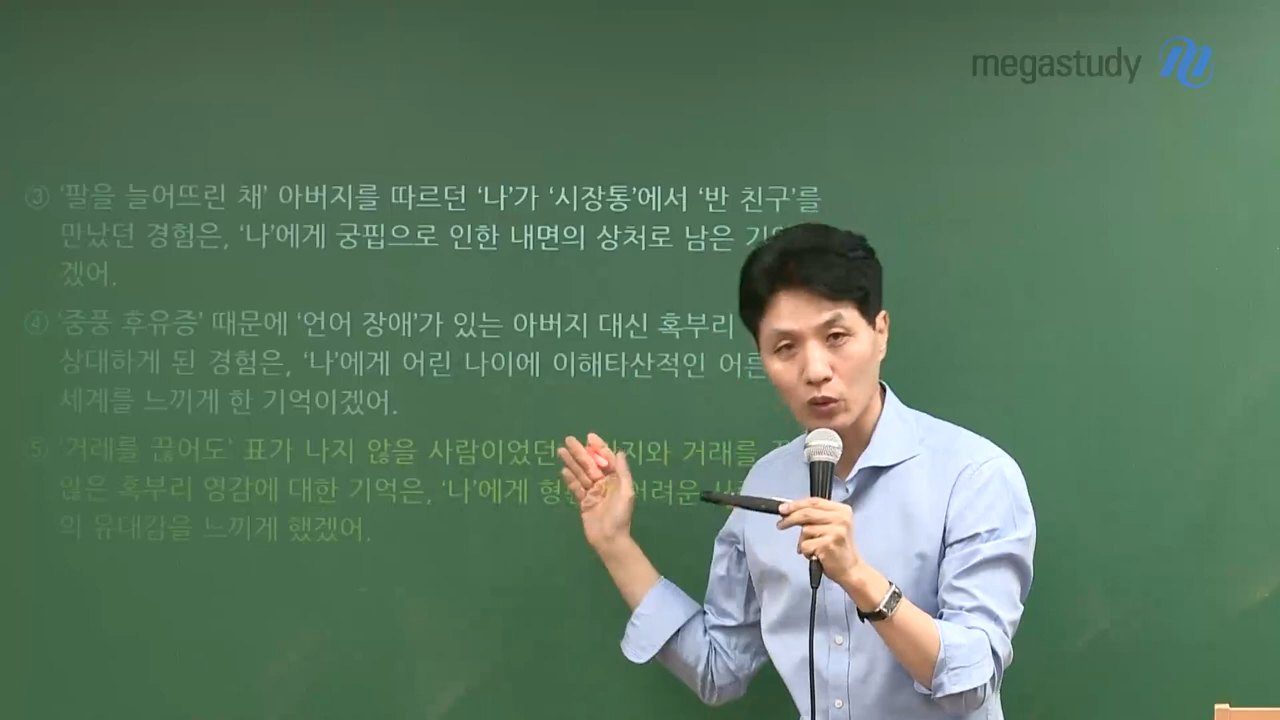 megastudy
③ ‘팔을 늘어뜨린 채’ 아버지를 따르던 ‘나’가 ‘시장통’에서 ‘반 친구’를
만났던 경험은, ‘나’에게 궁핍으로 인한 내면의 상처로 남은
겠어.
④ ‘중풍 후유증’ 때문에 ‘언어 장애’가 있는 아버지 대신 혹부리
상대하게 된 경험은, ‘나’에게 어린 나이에 이해타산적인
세계를 느끼게 한 기억이겠어.
⑤ ‘거래를 끊어도’ 표가 나지 않을 사람이었던 거래를
않은 혹부리 영감에 대한 기억은, ‘나’에게 어려운
의 유대감을 느끼게 했겠어.